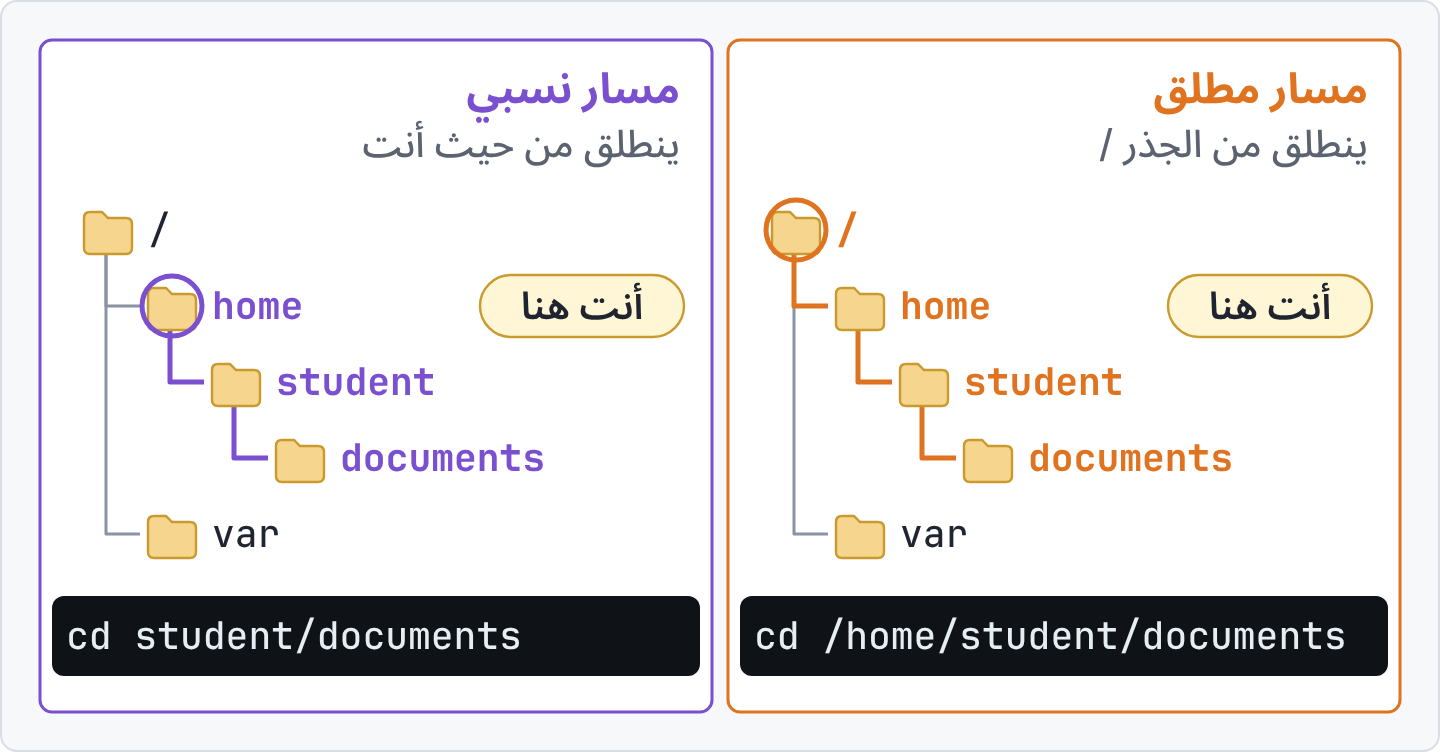 مسار مطلق
ينطلق من الجذر /
/
home
أنت هنا
student
documents
var
cd /home/student/documents
مسار نسبي
ينطلق من حيث أنت
/
home
أنت هنا
student
documents
var
cd student/documents